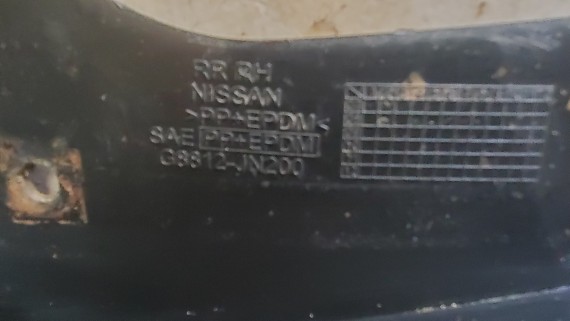 RR RH
NISSAN
>PP+EPDM<
SAE PP+EPDM
G8812-JN200